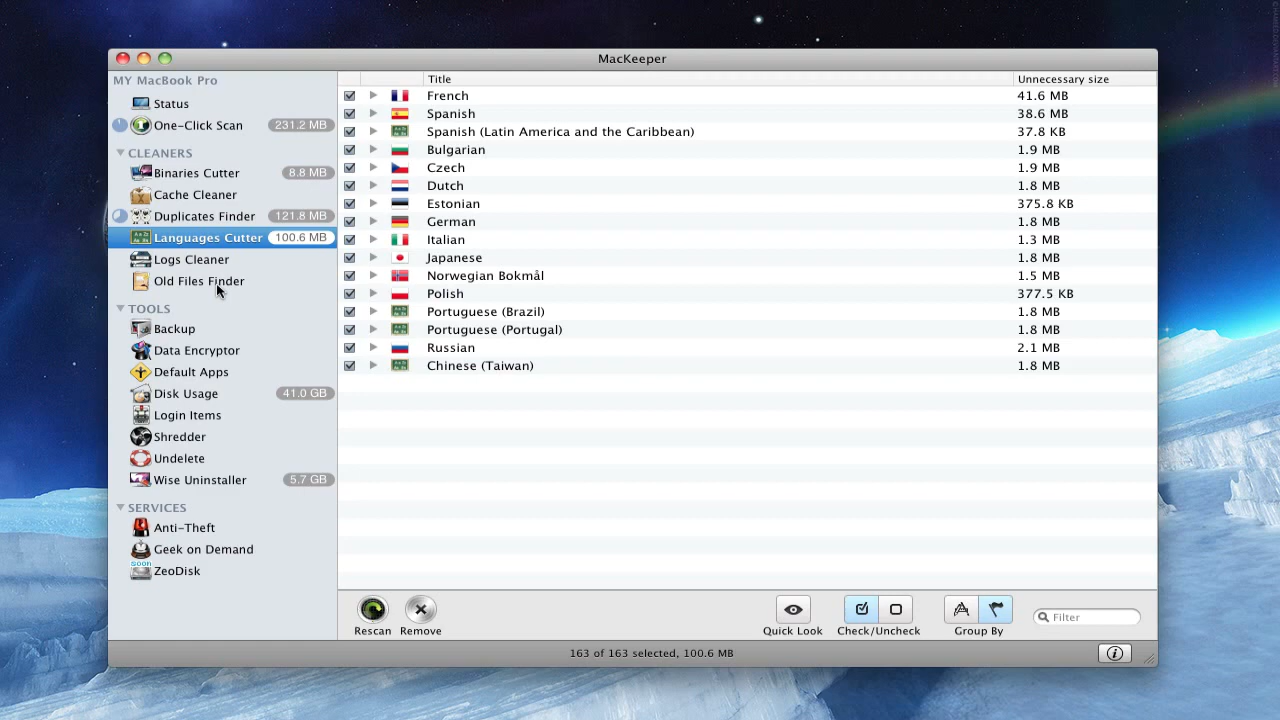 MacKeeper
MY MacBook Pro
Status
One-Click Scan 231.2 MB
CLEANERS
Binaries Cutter 8.8 MB
Cache Cleaner
Duplicates Finder 121.8 MB
Languages Cutter 100.6 MB
Logs Cleaner
Old Files Finder
TOOLS
Backup
Data Encryptor
Default Apps
Disk Usage 41.0 GB
Login Items
Shredder
Undelete
Wise Uninstaller 5.7 GB
SERVICES
Anti-Theft
Geek on Demand
SOON
ZeoDisk
Title Unnecessary size
French 41.6 MB
Spanish 38.6 MB
Spanish (Latin America and the Caribbean) 37.8 KB
Bulgarian 1.9 MB
Czech 1.9 MB
Dutch 1.8 MB
Estonian 375.8 KB
German 1.8 MB
Italian 1.3 MB
Japanese 1.8 MB
Norwegian Bokmål 1.5 MB
Polish 377.5 KB
Portuguese (Brazil) 1.8 MB
Portuguese (Portugal) 1.8 MB
Russian 2.1 MB
Chinese (Taiwan) 1.8 MB
Rescan Remove Quick Look Check/Uncheck Group By Filter
163 of 163 selected, 100.6 MB